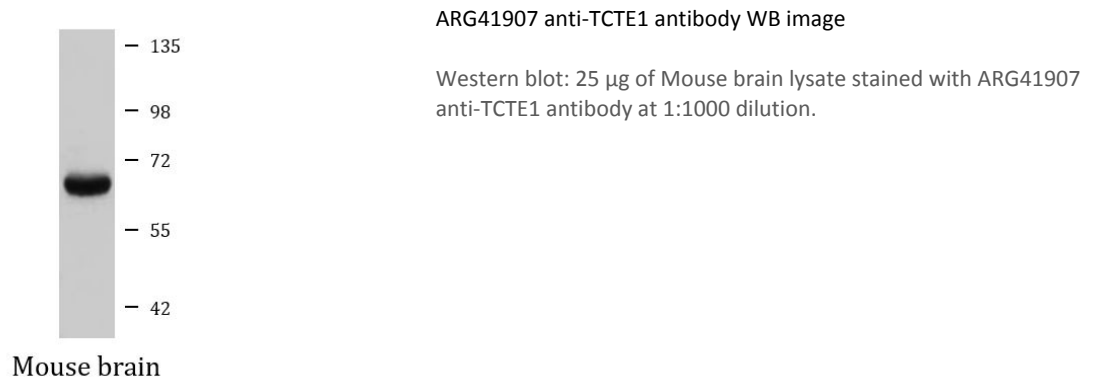 ARG41907 anti-TCTE1 antibody WB image
Western blot: 25 µg of Mouse brain lysate stained with ARG41907
anti-TCTE1 antibody at 1:1000 dilution.
135
98
72
55
42
Mouse brain